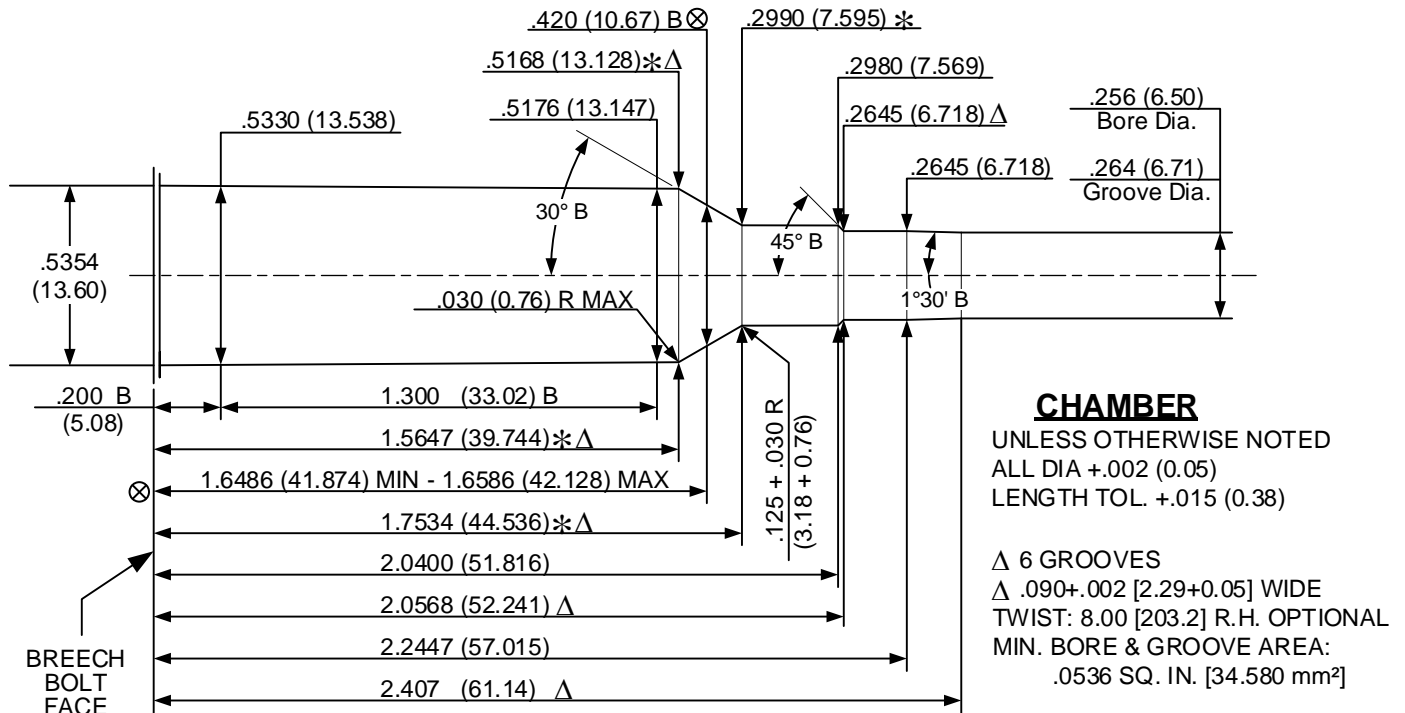 .420 (10.67) B⊗
.2990 (7.595) ✻
.5168 (13.128)✻Δ
.2980 (7.569)
.5330 (13.538)
.5176 (13.147)
.2645 (6.718) Δ
.256 (6.50)
Bore Dia.
.2645 (6.718)
.264 (6.71)
Groove Dia.
30° B
45° B
.5354
(13.60)
.030 (0.76) R MAX
1°30' B
.200 B
(5.08)
1.300 (33.02) B
1.5647 (39.744)✻Δ
⊗ 1.6486 (41.874) MIN - 1.6586 (42.128) MAX
1.7534 (44.536)✻Δ
.125 + .030 R
(3.18 + 0.76)
2.0400 (51.816)
2.0568 (52.241) Δ
2.2447 (57.015)
2.407 (61.14) Δ
BREECH
BOLT
FACE
CHAMBER
UNLESS OTHERWISE NOTED
ALL DIA +.002 (0.05)
LENGTH TOL. +.015 (0.38)
Δ 6 GROOVES
Δ .090+.002 [2.29+0.05] WIDE
TWIST: 8.00 [203.2] R.H. OPTIONAL
MIN. BORE & GROOVE AREA:
.0536 SQ. IN. [34.580 mm²]